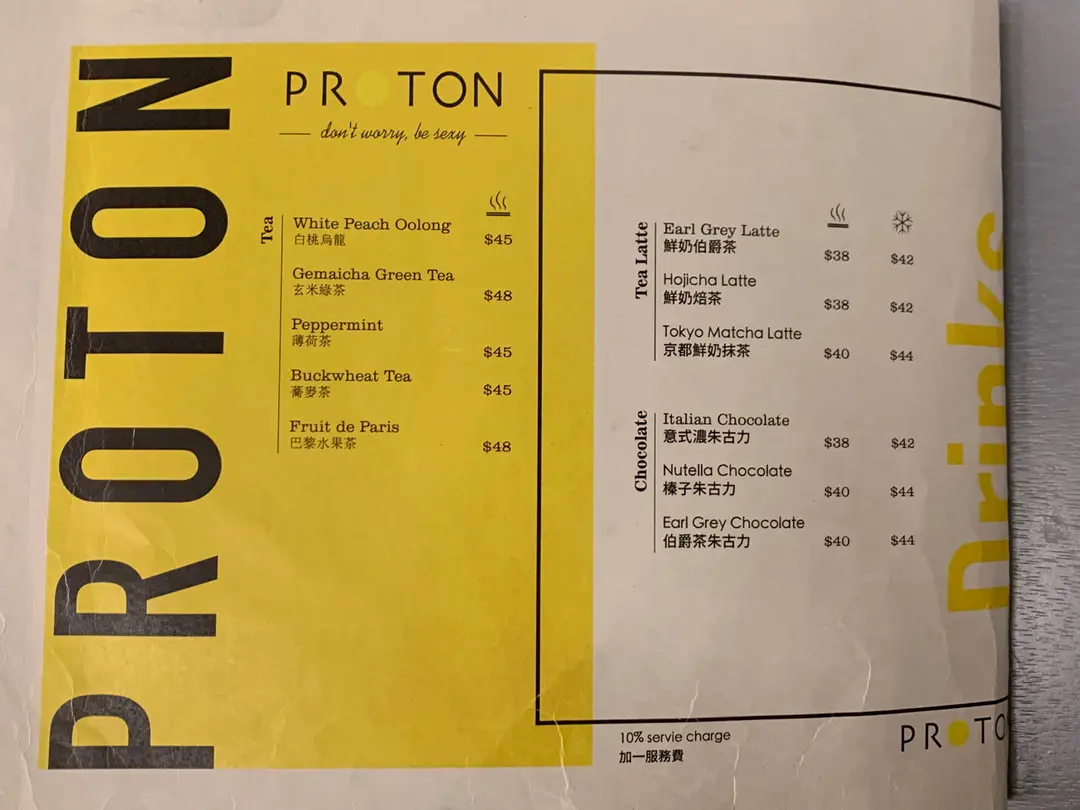 PROTON
PROTON
don't worry, be sexy
Tea
White Peach Oolong
白桃烏龍
$45
Gemaicha Green Tea
玄米綠茶
$48
Peppermint
薄荷茶
$45
Buckwheat Tea
蕎麥茶
$45
Fruit de Paris
巴黎水果茶
$48
Tea Latte
Earl Grey Latte
鮮奶伯爵茶
$38 $42
Hojicha Latte
鮮奶焙茶
$38 $42
Tokyo Matcha Latte
京都鮮奶抹茶
$40 $44
Chocolate
Italian Chocolate
意式濃朱古力
$38 $42
Nutella Chocolate
榛子朱古力
$40 $44
Earl Grey Chocolate
伯爵茶朱古力
$40 $44
Drinks
10% servie charge
加一服務費
PROTO